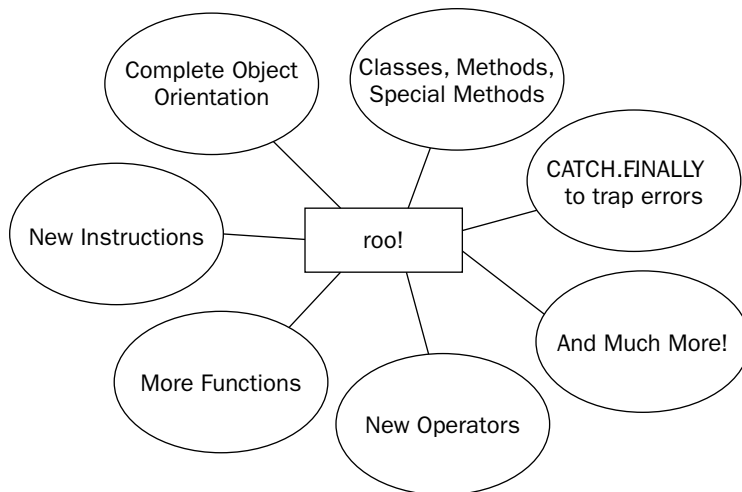 Complete Object
Orientation
Classes, Methods,
Special Methods
CATCH..FINALLY
to trap errors
New Instructions
roo!
And Much More!
More Functions
New Operators